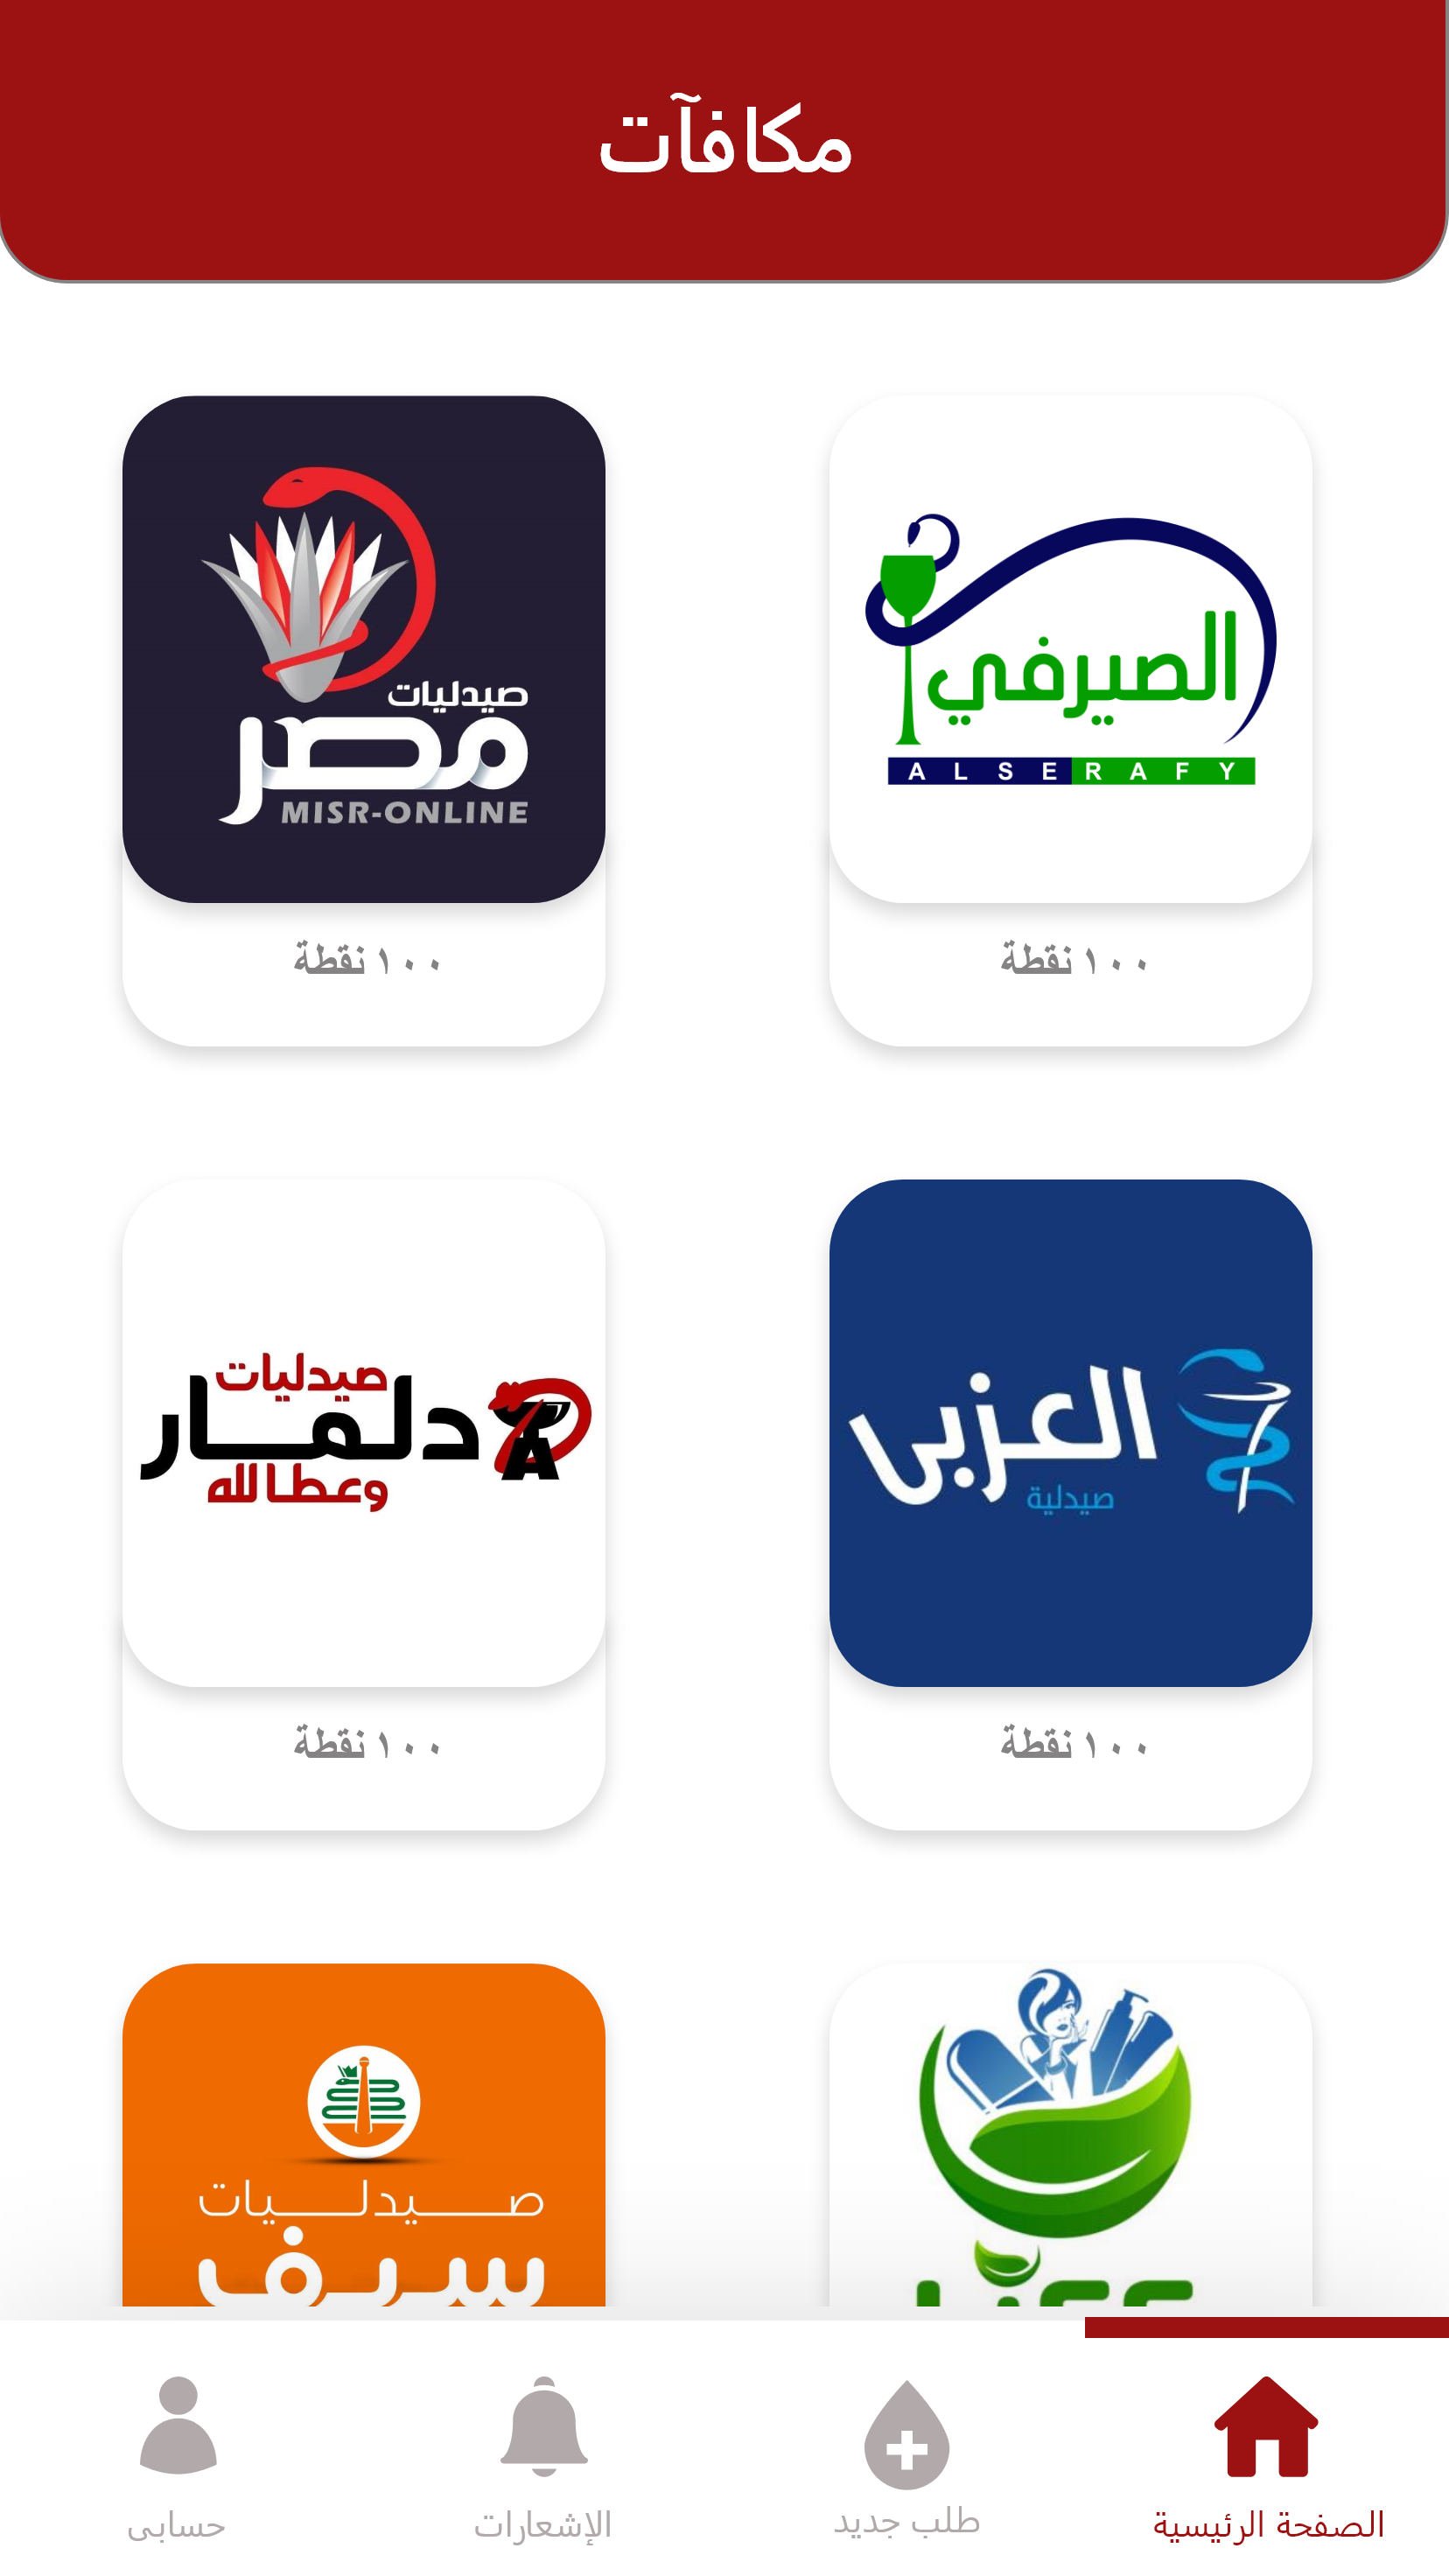 مكافآت
الصيرفي
ALSERAFY
صيدليات
مصر
MISR-ONLINE
١٠٠ نقطة
١٠٠ نقطة
العزبى
صيدلية
صيدليات
دلمار
وعطالله
١٠٠ نقطة
١٠٠ نقطة
صيدليات
سيف
الصفحة الرئيسية
طلب جديد
الإشعارات
حسابى